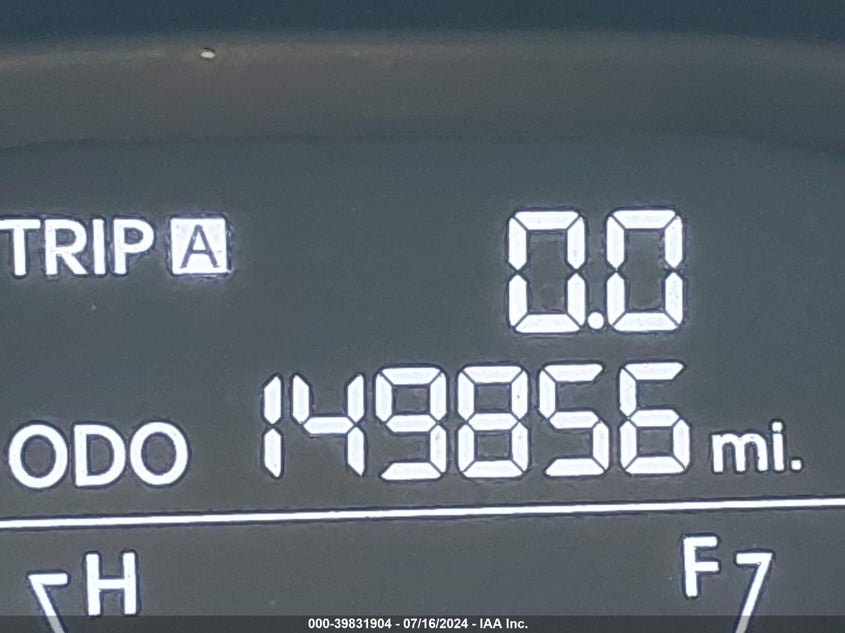 TRIP A 0.0
ODO 149856 mi.
H F
000-39831904 - 07/16/2024 - IAA Inc.